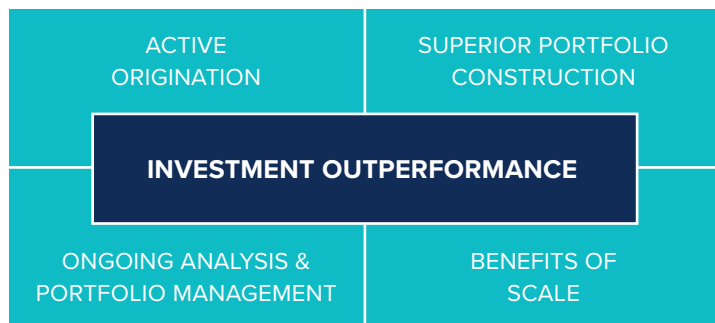 ACTIVE
ORIGINATION
SUPERIOR PORTFOLIO
CONSTRUCTION
INVESTMENT OUTPERFORMANCE
ONGOING ANALYSIS &
PORTFOLIO MANAGEMENT
BENEFITS OF
SCALE